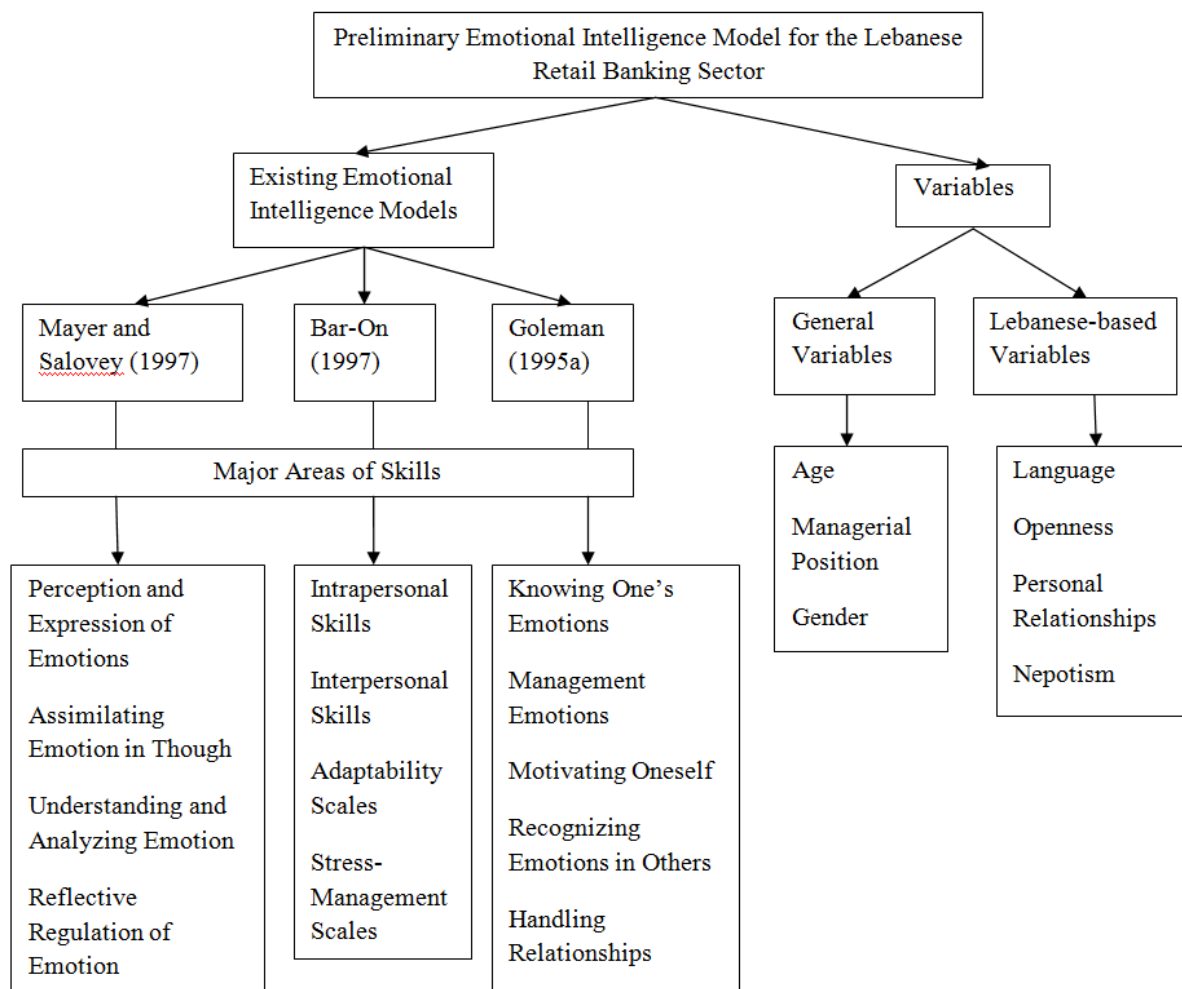 Preliminary Emotional Intelligence Model for the Lebanese
Retail Banking Sector
Existing Emotional
Intelligence Models
Variables
Mayer and
Salovey (1997)
Bar-On
(1997)
Goleman
(1995a)
General
Variables
Lebanese-based
Variables
Major Areas of Skills
Perception and
Expression of
Emotions
Assimilating
Emotion in Though
Understanding and
Analyzing Emotion
Reflective
Regulation of
Emotion
Intrapersonal
Skills
Interpersonal
Skills
Adaptability
Scales
Stress-
Management
Scales
Knowing One’s
Emotions
Management
Emotions
Motivating Oneself
Recognizing
Emotions in Others
Handling
Relationships
Age
Managerial
Position
Gender
Language
Openness
Personal
Relationships
Nepotism